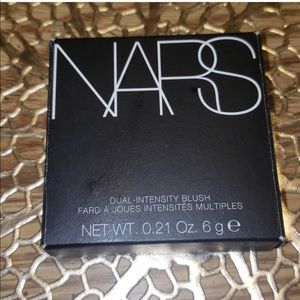 NARS
DUAL-INTENSITY BLUSH
FARD À JOUES INTENSITÉS MULTIPLES
NET WT. 0.21 Oz. 6 g ℮